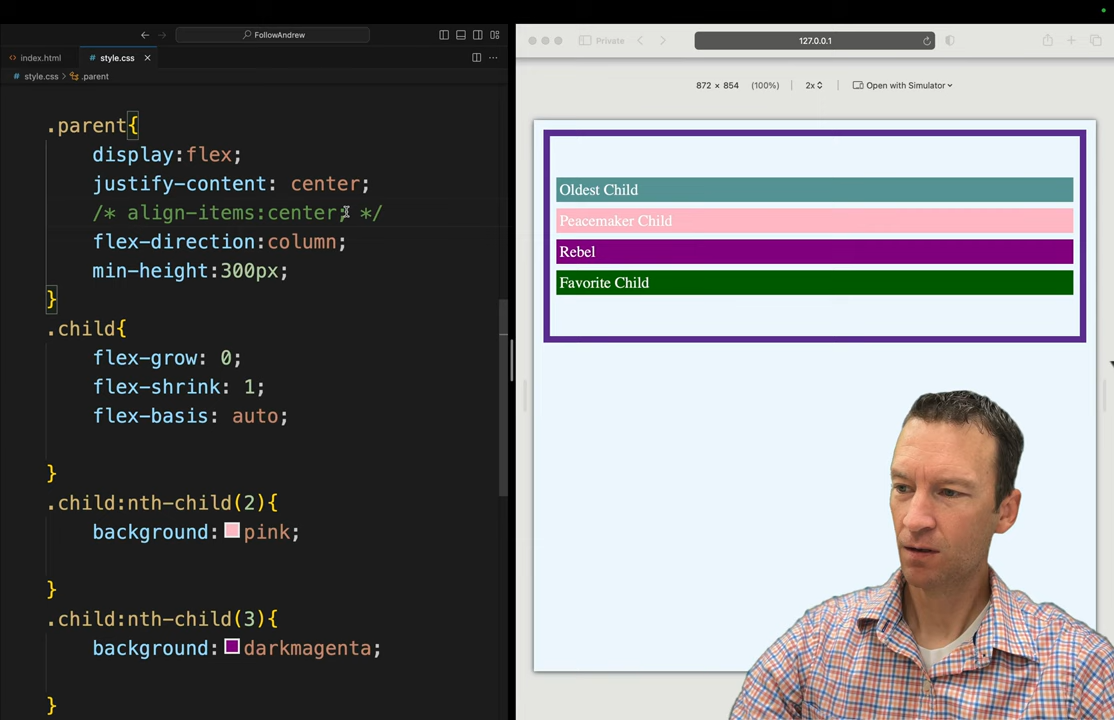 FollowAndrew
index.html
style.css
style.css > .parent
.parent{
display:flex;
justify-content: center;
/* align-items:center; */
flex-direction:column;
min-height:300px;
}
.child{
flex-grow: 0;
flex-shrink: 1;
flex-basis: auto;
}
.child:nth-child(2){
background: pink;
}
.child:nth-child(3){
background: darkmagenta;
}
Private
127.0.0.1
872 × 854 (100%) 2x Open with Simulator
Oldest Child
Peacemaker Child
Rebel
Favorite Child